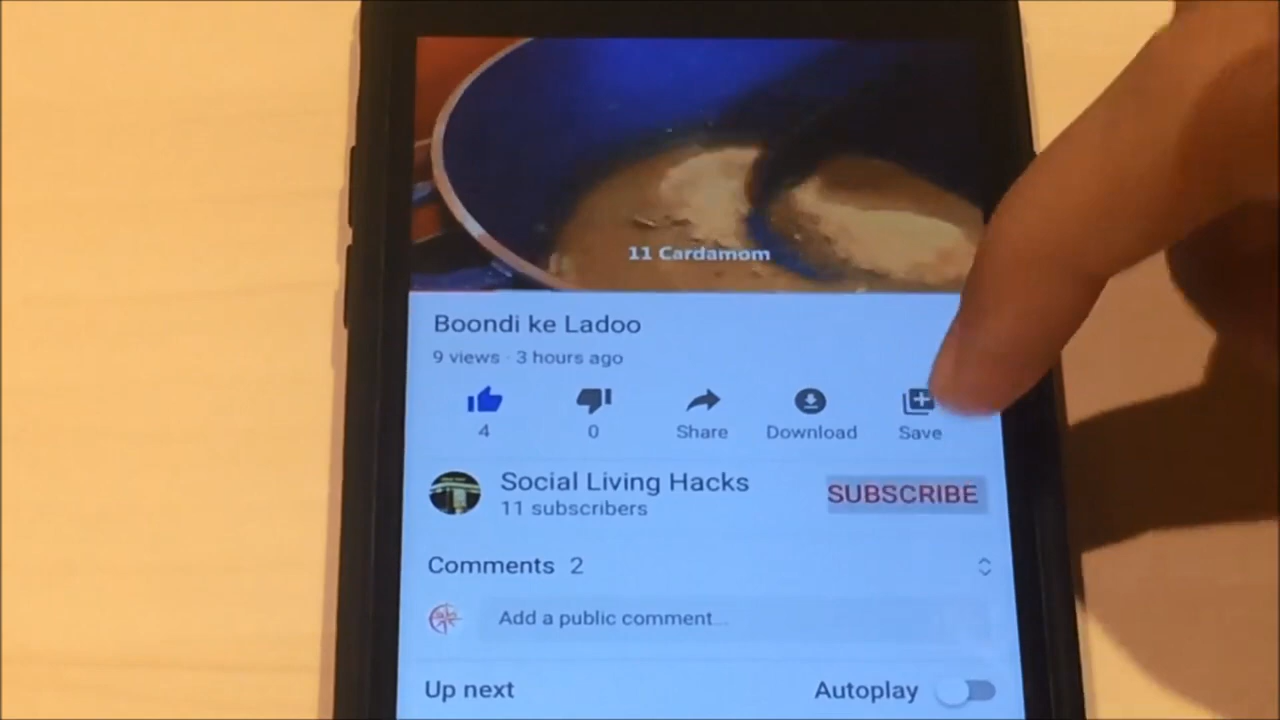 11 Cardamom
Boondi ke Ladoo
9 views · 3 hours ago
4 0 Share Download Save
Social Living Hacks SUBSCRIBE
11 subscribers
Comments 2
Add a public comment...
Up next Autoplay